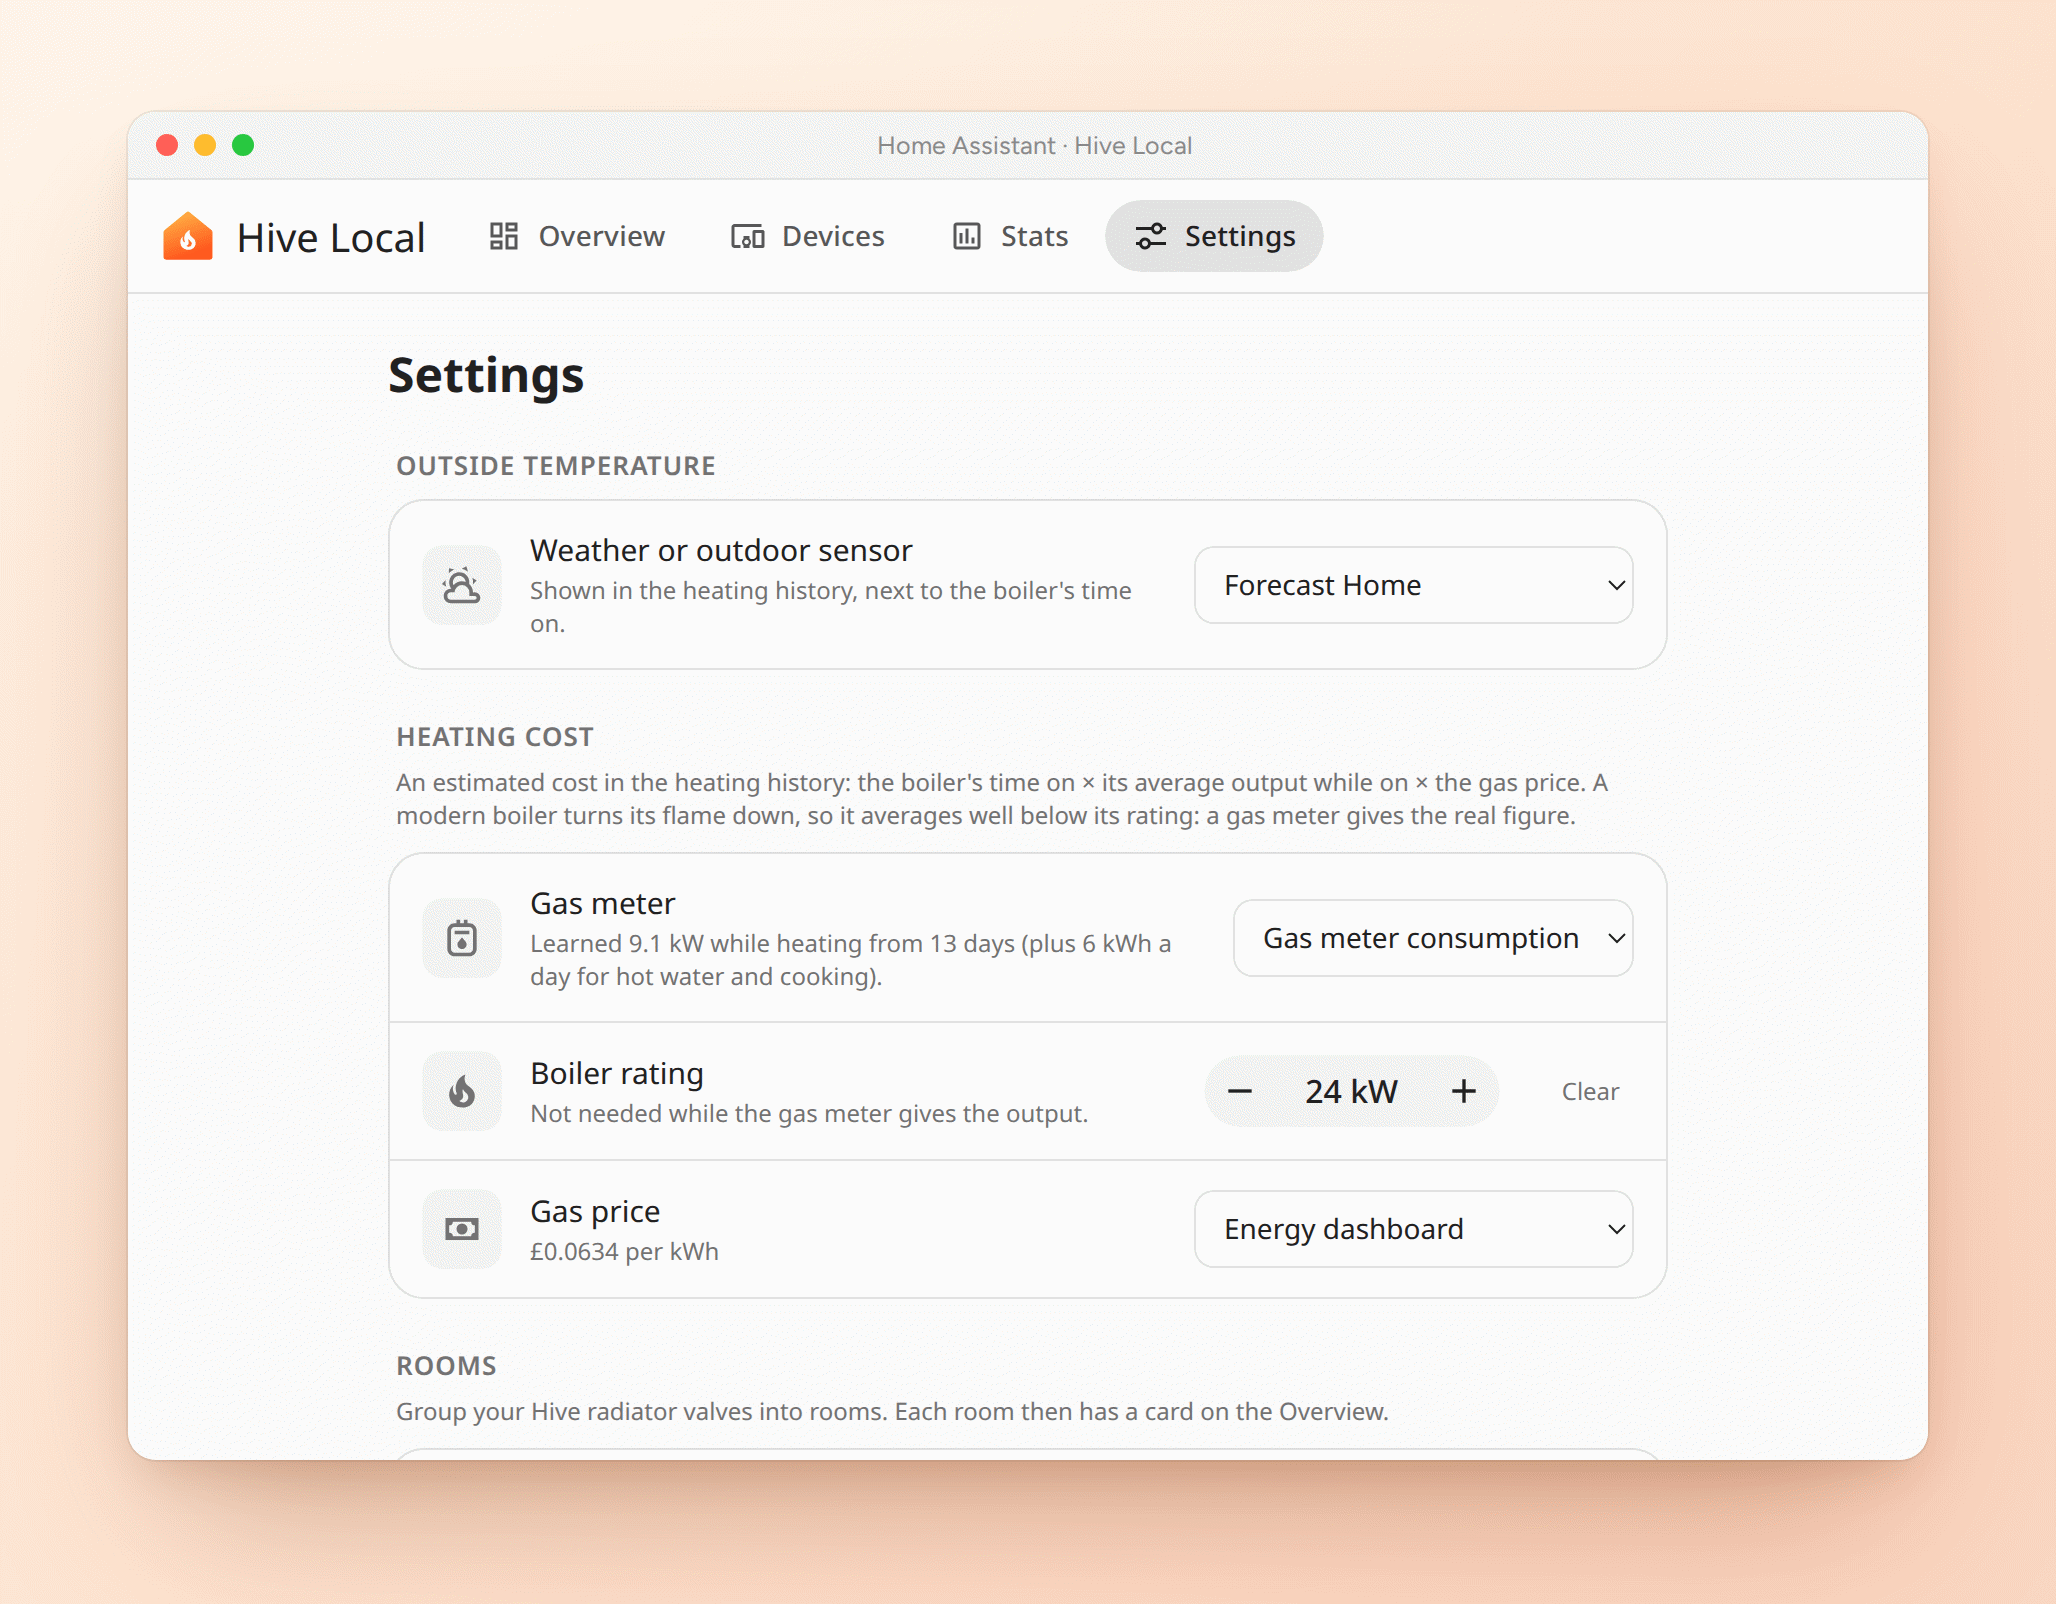 Home Assistant · Hive Local
Hive Local
Overview
Devices
Stats
Settings
Settings
OUTSIDE TEMPERATURE
Weather or outdoor sensor
Shown in the heating history, next to the boiler's time
on.
Forecast Home
HEATING COST
An estimated cost in the heating history: the boiler's time on × its average output while on × the gas price. A
modern boiler turns its flame down, so it averages well below its rating: a gas meter gives the real figure.
Gas meter
Learned 9.1 kW while heating from 13 days (plus 6 kWh a
day for hot water and cooking).
Gas meter consumption
Boiler rating
Not needed while the gas meter gives the output.
− 24 kW +
Clear
Gas price
£0.0634 per kWh
Energy dashboard
ROOMS
Group your Hive radiator valves into rooms. Each room then has a card on the Overview.